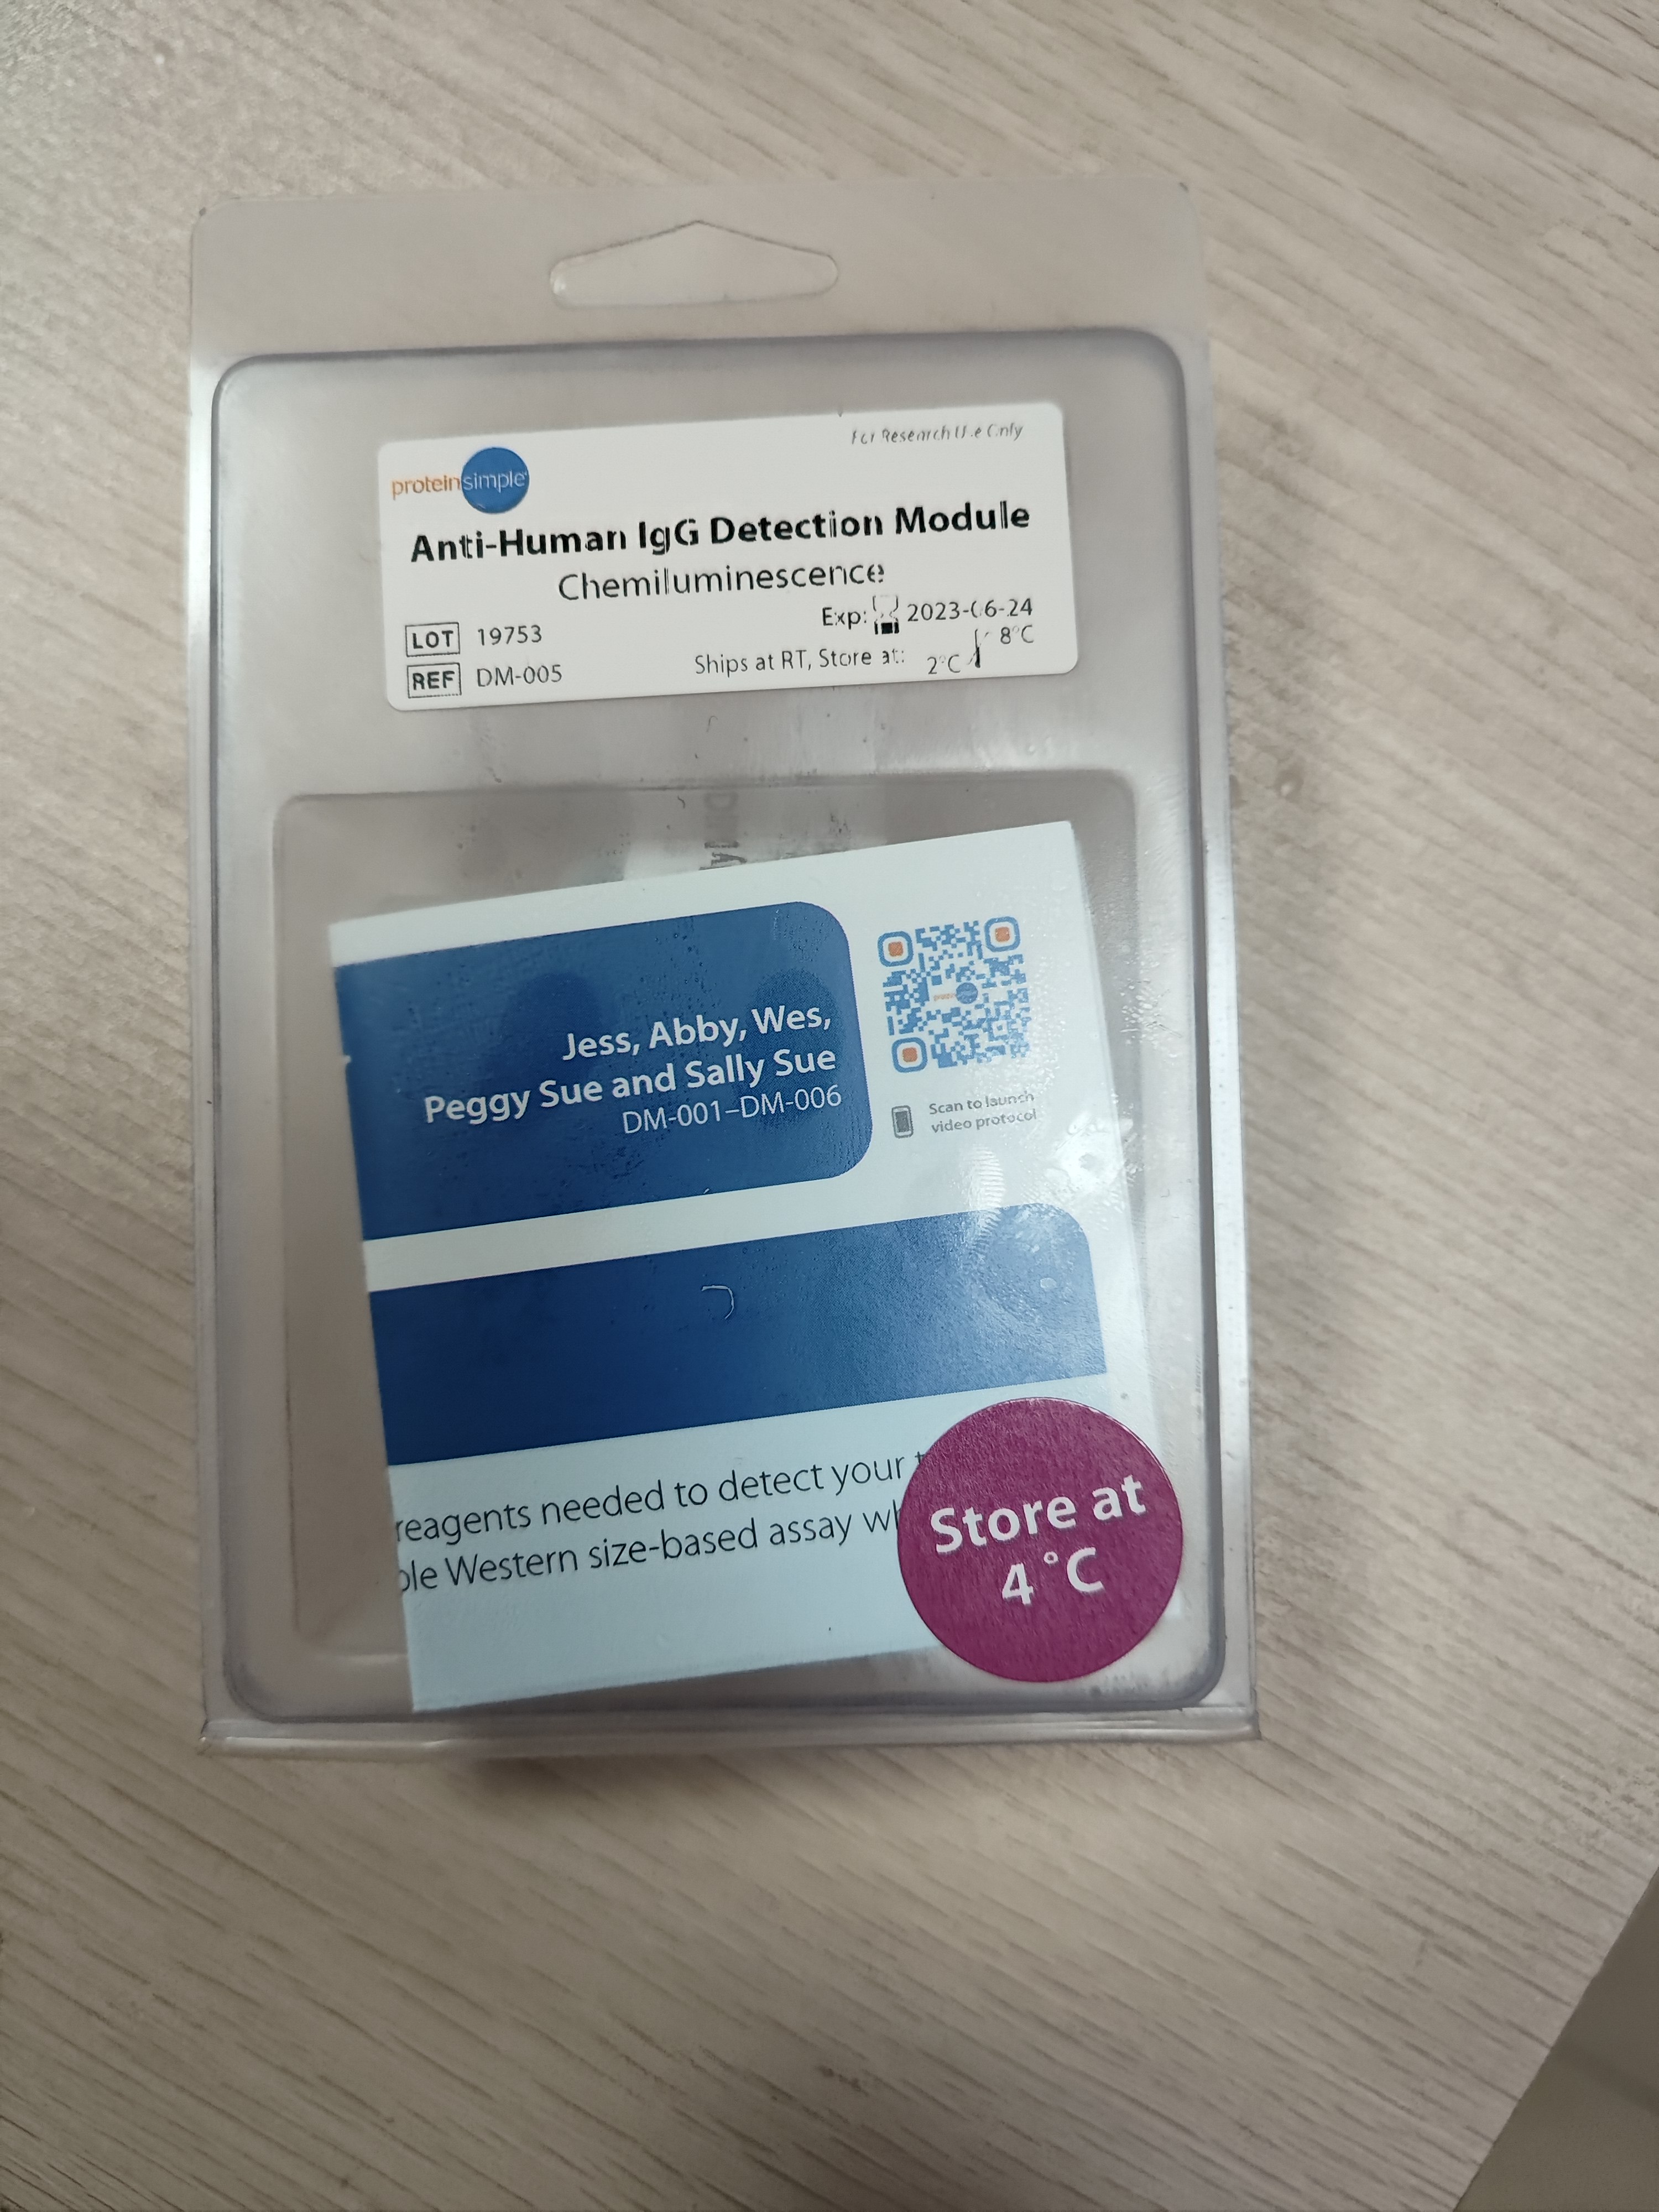 For Research Use Only
proteinsimple
Anti-Human IgG Detection Module
Chemiluminescence
Exp: 2023-06-24
LOT 19753
Ships at RT, Store at: 2°C 8°C
REF DM-005
Jess, Abby, Wes,
Peggy Sue and Sally Sue
DM-001–DM-006
Scan to launch
video protocol
reagents needed to detect your
ple Western size-based assay
Store at
4 °C